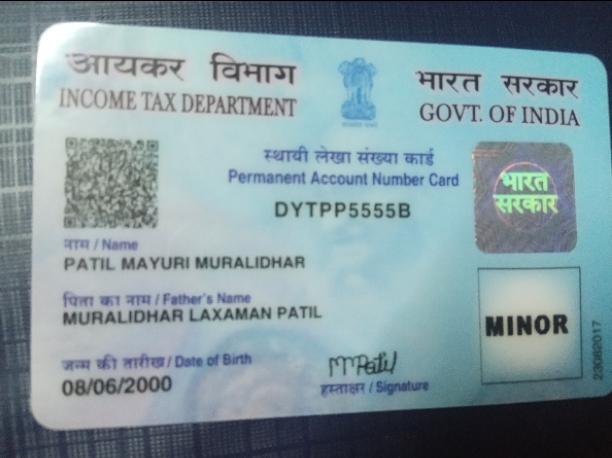 आयकर विभाग
INCOME TAX DEPARTMENT
भारत सरकार
GOVT. OF INDIA
स्थायी लेखा संख्या कार्ड
Permanent Account Number Card
DYTPP5555B
भारत
सरकार
नाम / Name
PATIL MAYURI MURALIDHAR
पिता का नाम / Father's Name
MURALIDHAR LAXAMAN PATIL
जन्म की तारीख / Date of Birth
08/06/2000
MPatil
हस्ताक्षर / Signature
MINOR
23062017